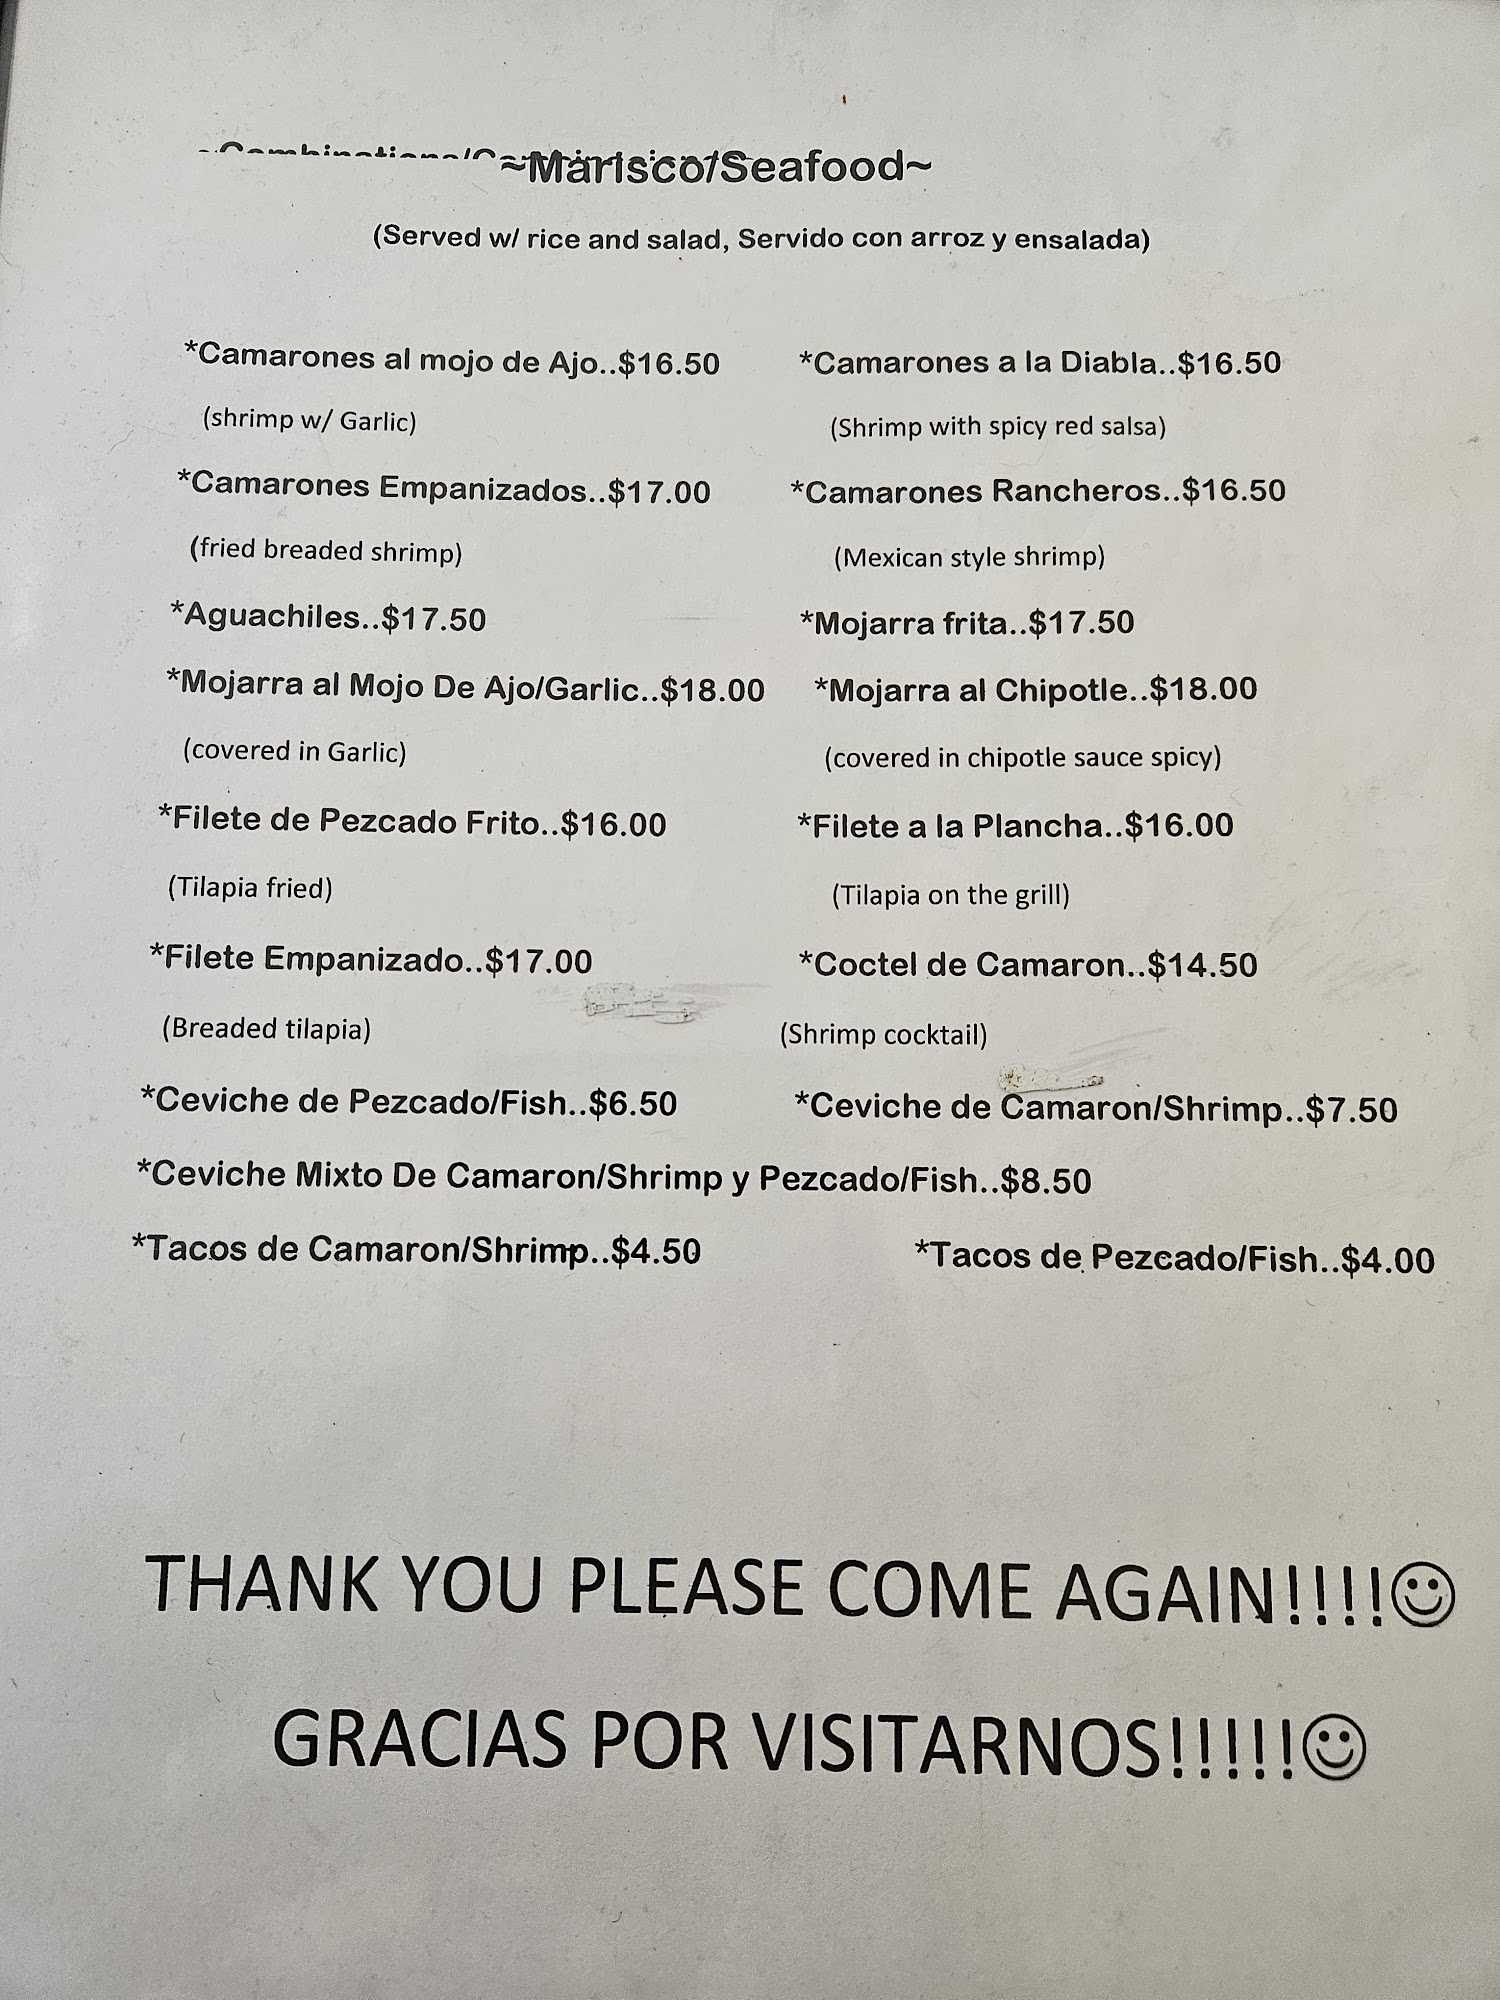 ~Marisco/Seafood~
(Served w/ rice and salad, Servido con arroz y ensalada)
*Camarones al mojo de Ajo..$16.50 *Camarones a la Diabla..$16.50
(shrimp w/ Garlic) (Shrimp with spicy red salsa)
*Camarones Empanizados..$17.00 *Camarones Rancheros..$16.50
(fried breaded shrimp) (Mexican style shrimp)
*Aguachiles..$17.50 *Mojarra frita..$17.50
*Mojarra al Mojo De Ajo/Garlic..$18.00 *Mojarra al Chipotle..$18.00
(covered in Garlic) (covered in chipotle sauce spicy)
*Filete de Pezcado Frito..$16.00 *Filete a la Plancha..$16.00
(Tilapia fried) (Tilapia on the grill)
*Filete Empanizado..$17.00 *Coctel de Camaron..$14.50
(Breaded tilapia) (Shrimp cocktail)
*Ceviche de Pezcado/Fish..$6.50 *Ceviche de Camaron/Shrimp..$7.50
*Ceviche Mixto De Camaron/Shrimp y Pezcado/Fish..$8.50
*Tacos de Camaron/Shrimp..$4.50 *Tacos de Pezcado/Fish..$4.00
THANK YOU PLEASE COME AGAIN!!!!☺
GRACIAS POR VISITARNOS!!!!!☺